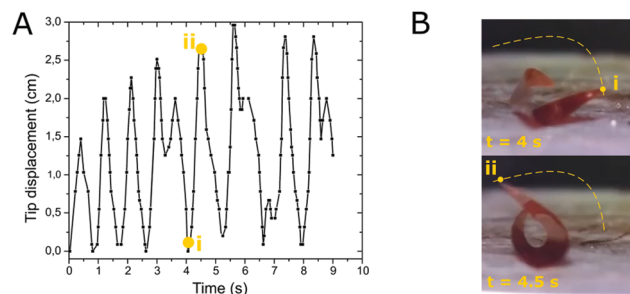 A
3,0
2,5
2,0
1,5
1,0
0,5
0,0
Tip displacement (cm)
0 1 2 3 4 5 6 7 8 9 10
Time (s)
ii
i
B
i
t = 4 s
ii
t = 4.5 s